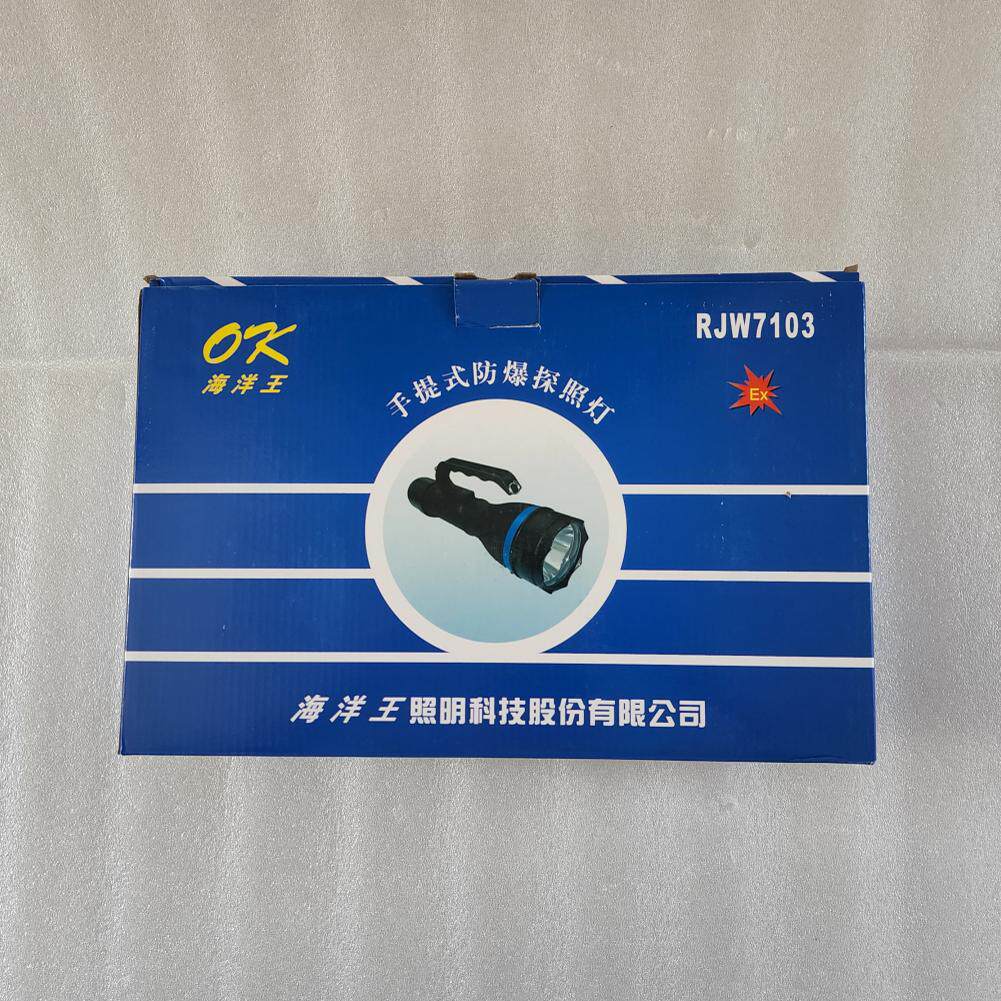 OK
海洋王
RJW7103
Ex
手提式防爆探照灯
海洋王照明科技股份有限公司